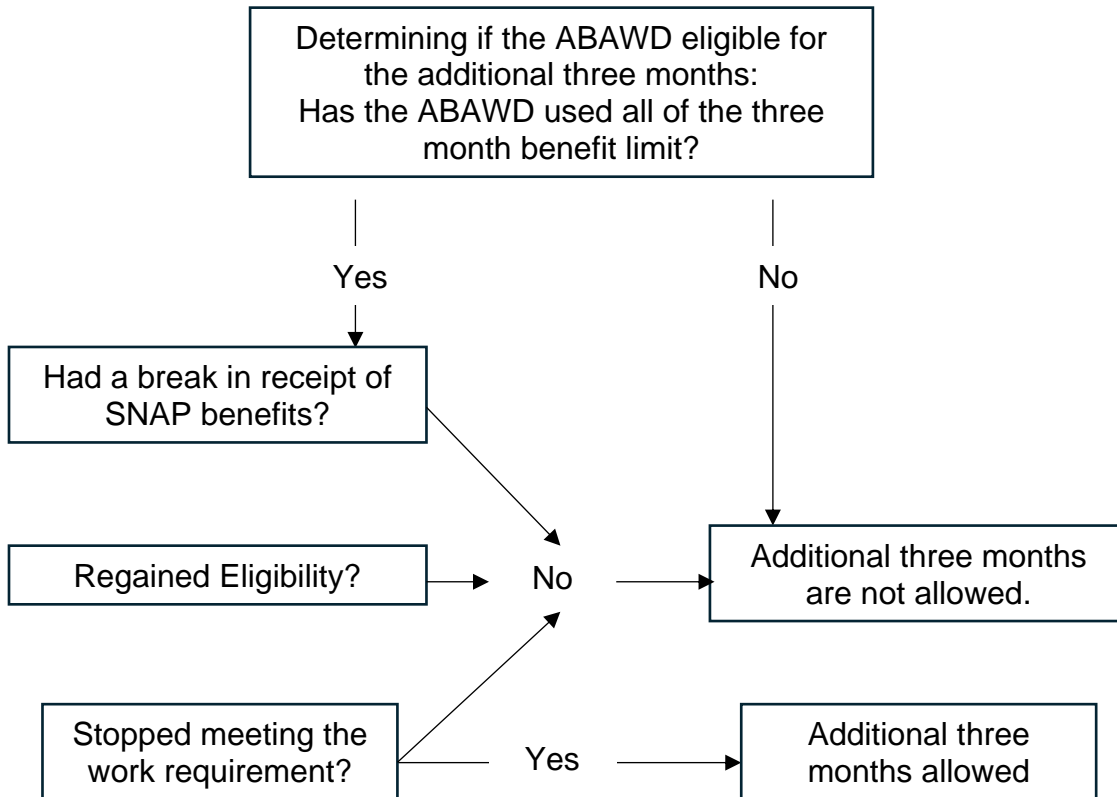 Determining if the ABAWD eligible for
the additional three months:
Has the ABAWD used all of the three
month benefit limit?
Yes
No
Had a break in receipt of
SNAP benefits?
Regained Eligibility?
No
Additional three months
are not allowed.
Stopped meeting the
work requirement?
Yes
Additional three
months allowed